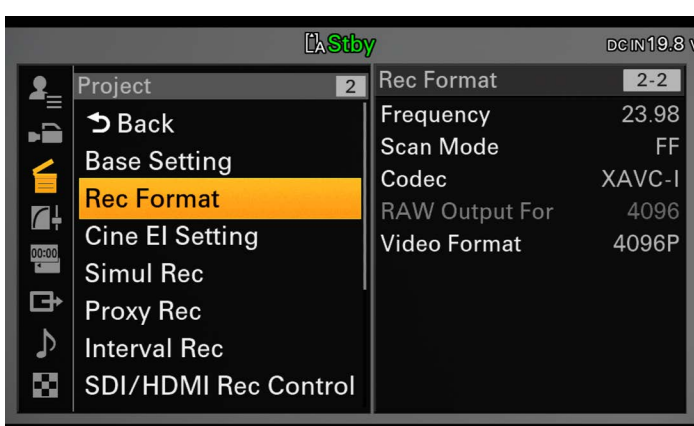 A Stby
DC IN 19.8 V
Project 2
Back
Base Setting
Rec Format
Cine EI Setting
Simul Rec
Proxy Rec
Interval Rec
SDI/HDMI Rec Control
00:00
Rec Format 2-2
Frequency 23.98
Scan Mode FF
Codec XAVC-I
RAW Output For 4096
Video Format 4096P